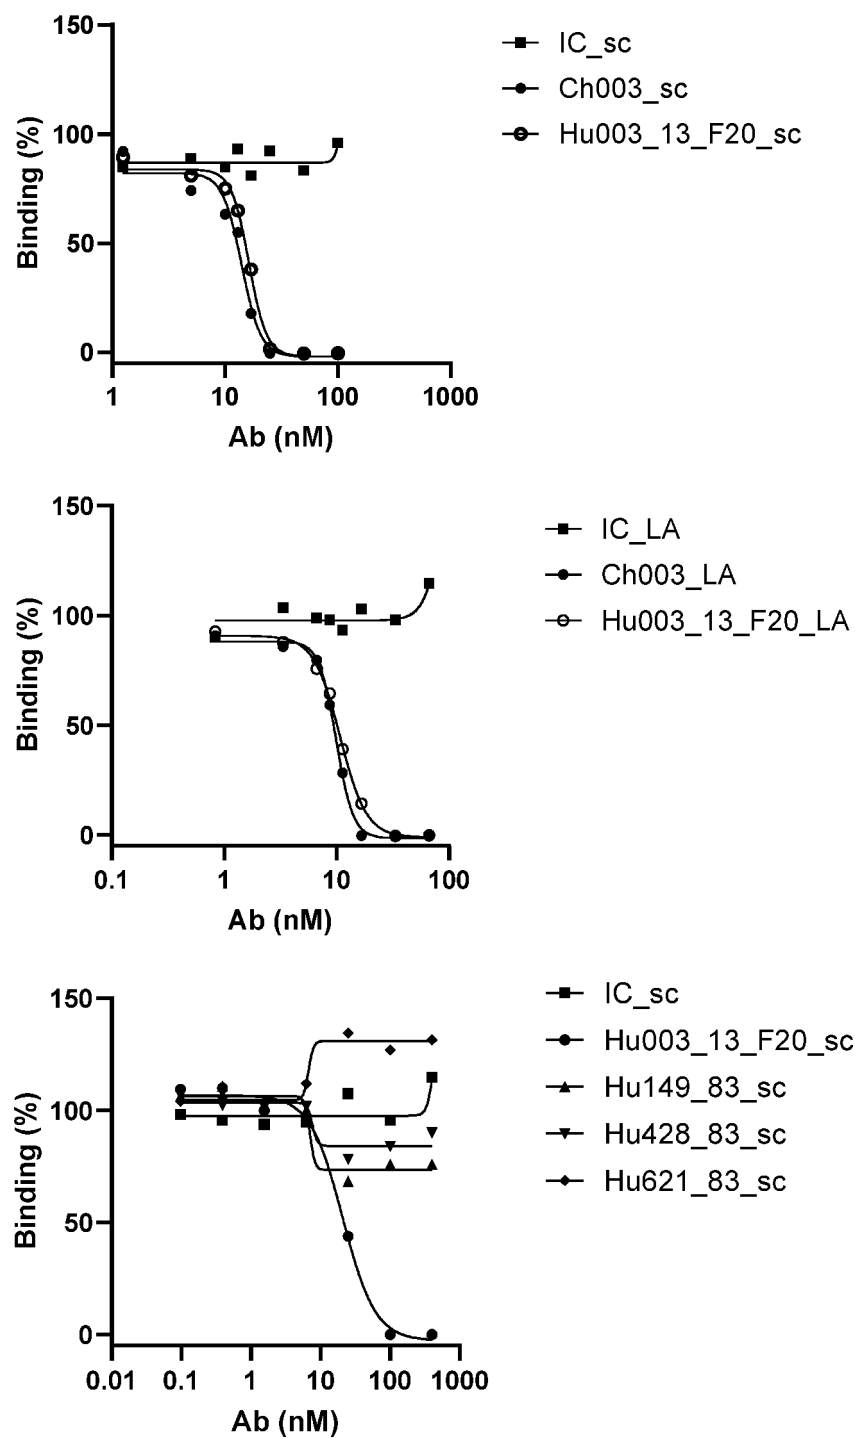 150
100
50
0
Binding (%)
1
10
100
1000
Ab (nM)
IC_sc
Ch003_sc
Hu003_13_F20_sc
150
100
50
0
Binding (%)
0.1
1
10
100
Ab (nM)
IC_LA
Ch003_LA
Hu003_13_F20_LA
150
100
50
0
Binding (%)
0.01
0.1
1
10
100
1000
Ab (nM)
IC_sc
Hu003_13_F20_sc
Hu149_83_sc
Hu428_83_sc
Hu621_83_sc